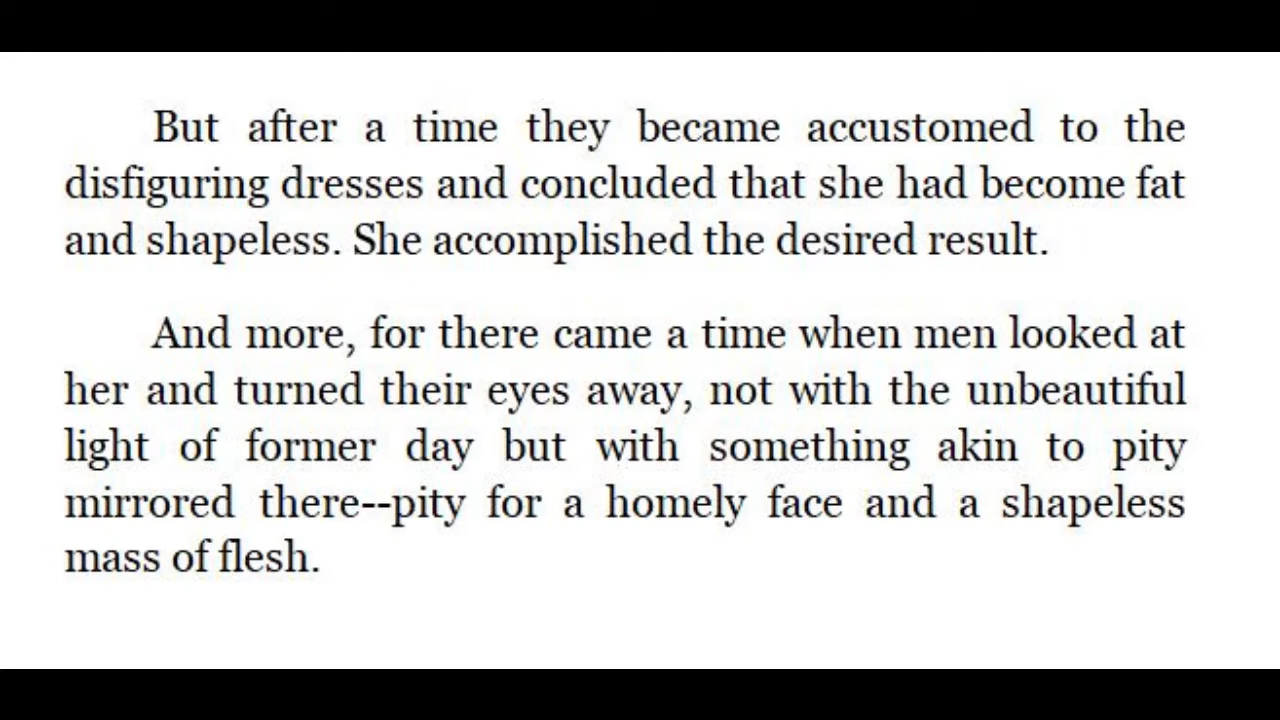 But after a time they became accustomed to the
disfiguring dresses and concluded that she had become fat
and shapeless. She accomplished the desired result.
And more, for there came a time when men looked at
her and turned their eyes away, not with the unbeautiful
light of former day but with something akin to pity
mirrored there--pity for a homely face and a shapeless
mass of flesh.